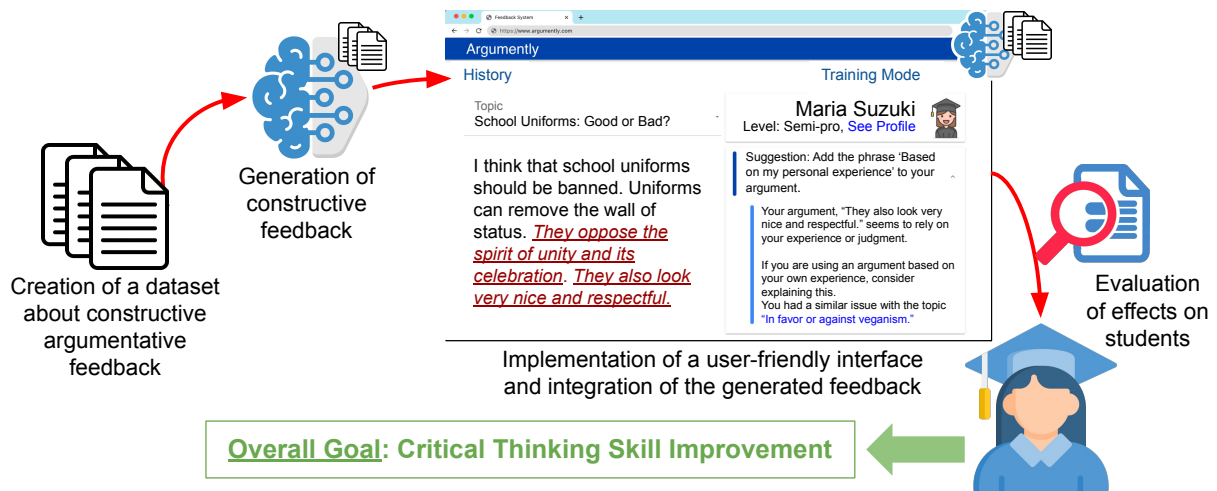 Feedback System × +
https://www.argumently.com
Argumently
History
Training Mode
Topic
School Uniforms: Good or Bad?
Maria Suzuki
Level: Semi-pro, See Profile
I think that school uniforms
should be banned. Uniforms
can remove the wall of
status. They oppose the
spirit of unity and its
celebration. They also look
very nice and respectful.
Suggestion: Add the phrase ‘Based
on my personal experience’ to your
argument.
Your argument, “They also look very
nice and respectful.” seems to rely on
your experience or judgment.
If you are using an argument based on
your own experience, consider
explaining this.
You had a similar issue with the topic
“In favor or against veganism.”
Generation of
constructive
feedback
Creation of a dataset
about constructive
argumentative
feedback
Implementation of a user-friendly interface
and integration of the generated feedback
Evaluation
of effects on
students
Overall Goal: Critical Thinking Skill Improvement